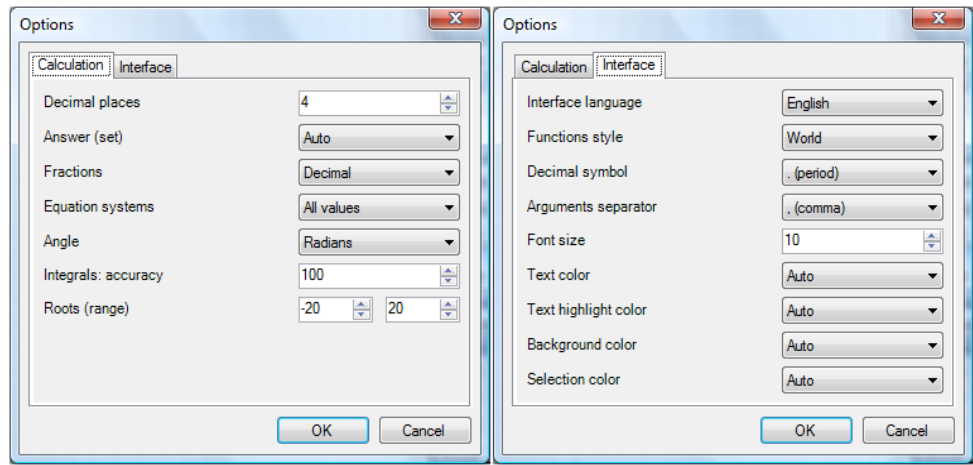 Options
Calculation Interface
Decimal places 4
Answer (set) Auto
Fractions Decimal
Equation systems All values
Angle Radians
Integrals: accuracy 100
Roots (range) -20 20
OK Cancel
Options
Calculation Interface
Interface language English
Functions style World
Decimal symbol . (period)
Arguments separator , (comma)
Font size 10
Text color Auto
Text highlight color Auto
Background color Auto
Selection color Auto
OK Cancel